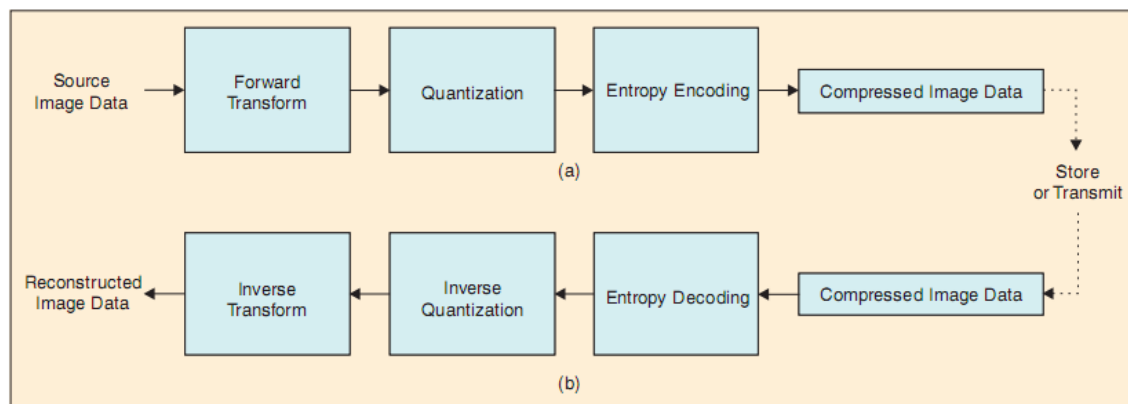 Source
Image Data
Forward
Transform
Quantization
Entropy Encoding
Compressed Image Data
(a)
Store
or Transmit
Reconstructed
Image Data
Inverse
Transform
Inverse
Quantization
Entropy Decoding
Compressed Image Data
(b)